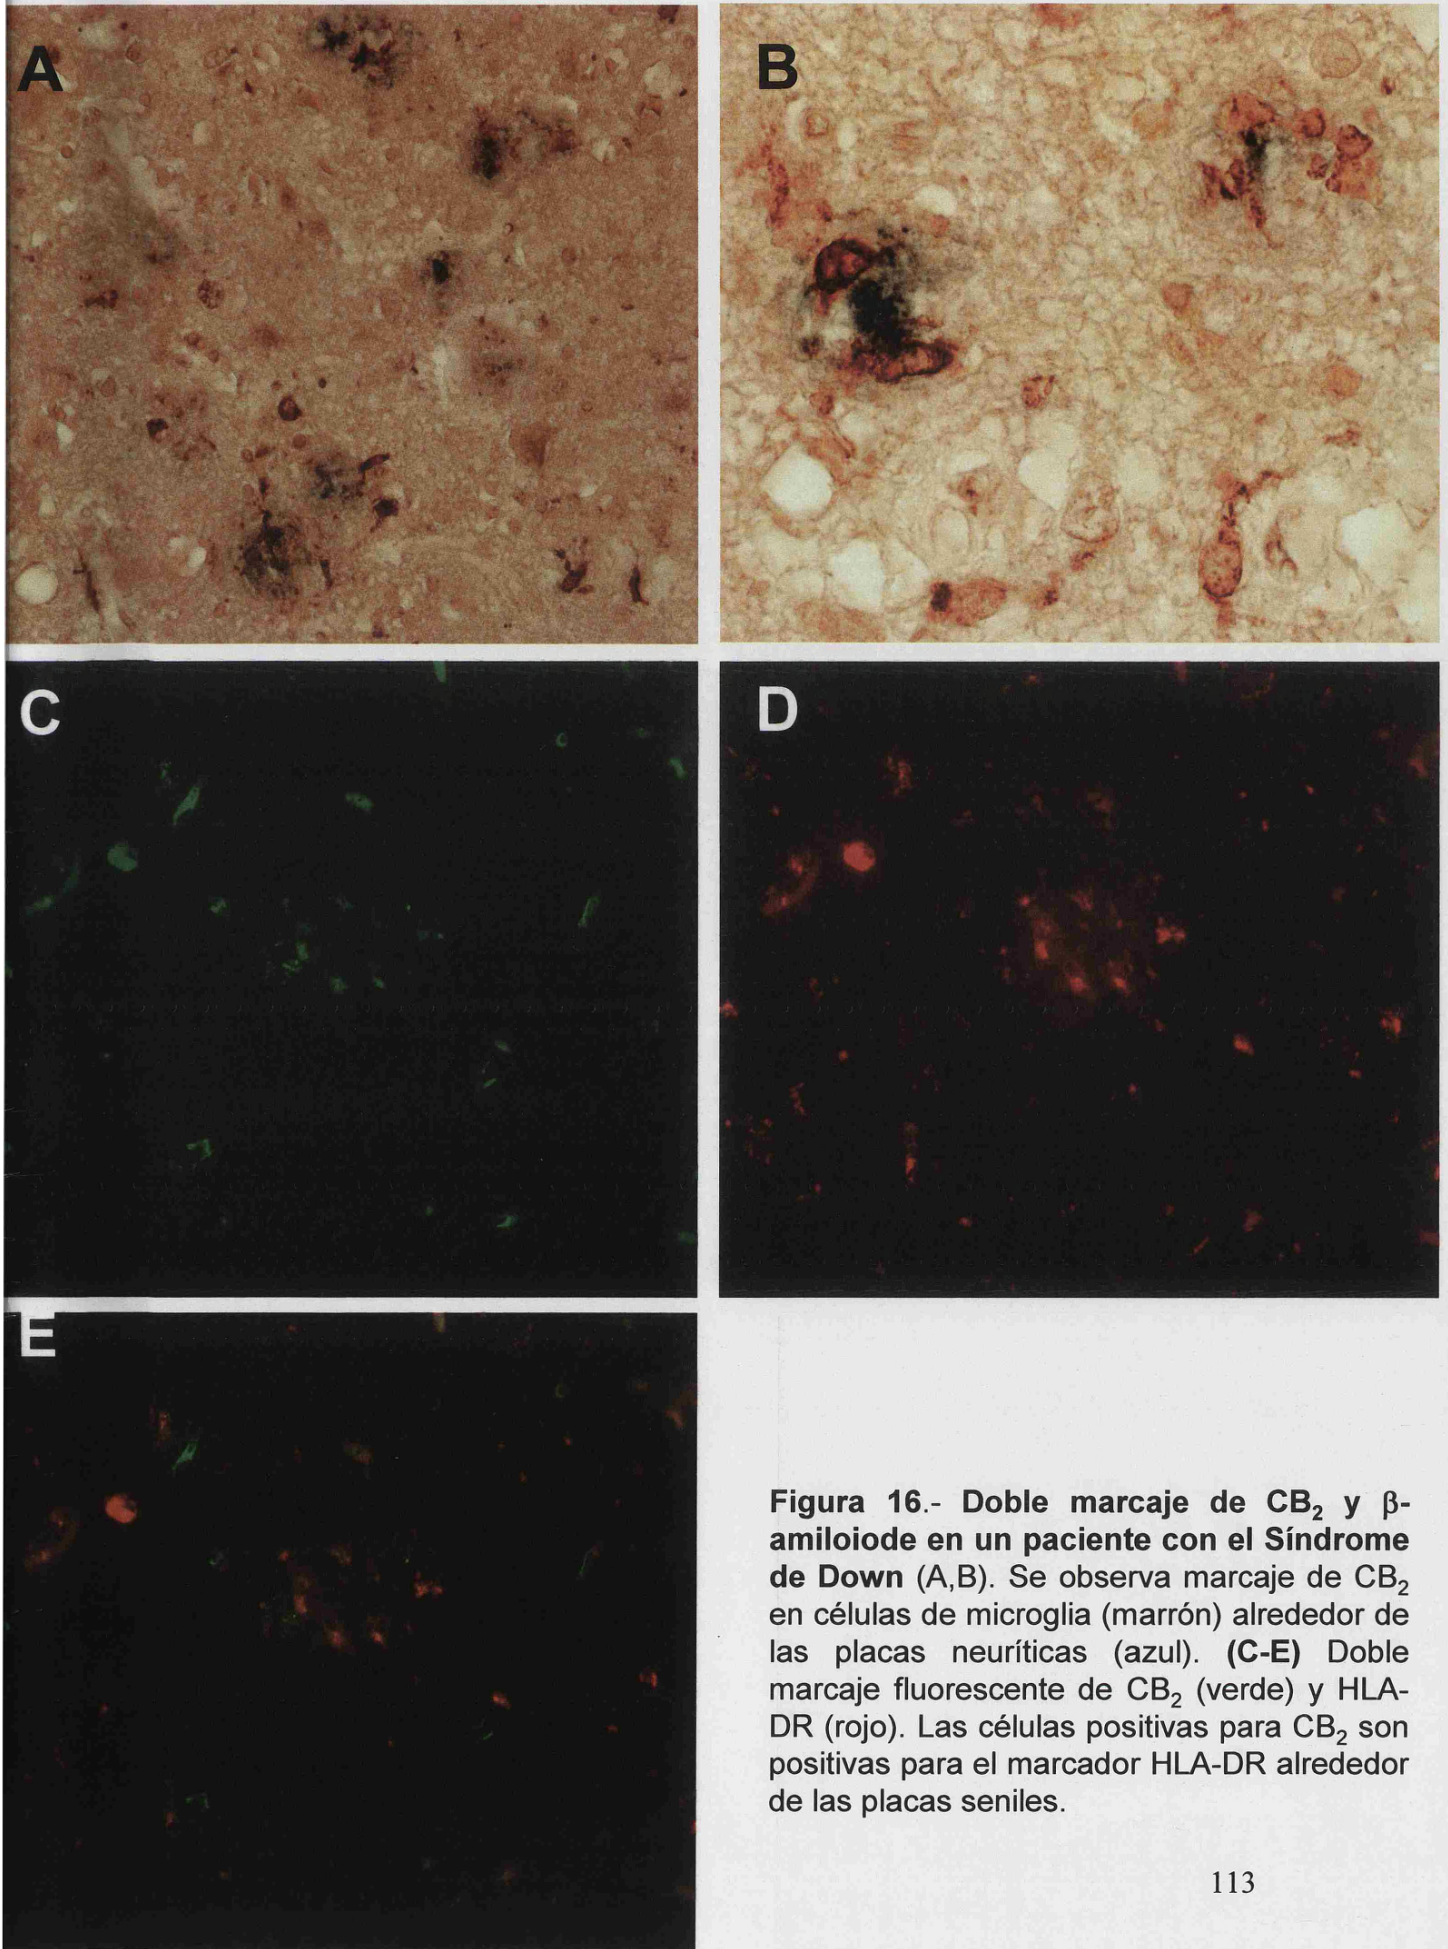 A
B
C
D
E
Figura 16.- Doble marcaje de CB₂ y β-
amiloiode en un paciente con el Síndrome
de Down (A,B). Se observa marcaje de CB₂
en células de microglia (marrón) alrededor de
las placas neuríticas (azul). (C-E) Doble
marcaje fluorescente de CB₂ (verde) y HLA-
DR (rojo). Las células positivas para CB₂ son
positivas para el marcador HLA-DR alrededor
de las placas seniles.
113